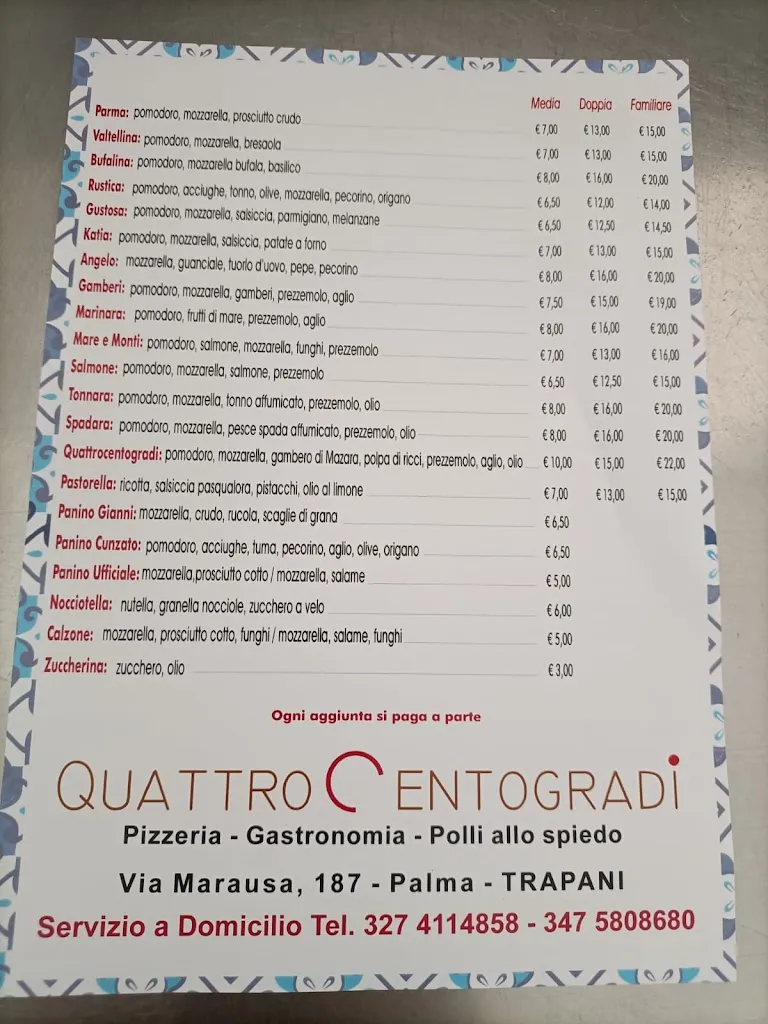 Media Doppia Familiare
Parma: pomodoro, mozzarella, prosciutto crudo € 7,00 € 13,00 € 15,00
Valtellina: pomodoro, mozzarella, bresaola € 7,00 € 13,00 € 15,00
Bufalina: pomodoro, mozzarella bufala, basilico € 8,00 € 16,00 € 20,00
Rustica: pomodoro, acciughe, tonno, olive, mozzarella, pecorino, origano € 6,50 € 12,00 € 14,00
Gustosa: pomodoro, mozzarella, salsiccia, parmigiano, melanzane € 6,50 € 12,50 € 14,50
Katia: pomodoro, mozzarella, salsiccia, patate a forno € 7,00 € 13,00 € 15,00
Angelo: mozzarella, guanciale, tuorlo d'uovo, pepe, pecorino € 8,00 € 16,00 € 20,00
Gamberi: pomodoro, mozzarella, gamberi, prezzemolo, aglio € 7,50 € 15,00 € 19,00
Marinara: pomodoro, frutti di mare, prezzemolo, aglio € 8,00 € 16,00 € 20,00
Mare e Monti: pomodoro, salmone, mozzarella, funghi, prezzemolo € 7,00 € 13,00 € 16,00
Salmone: pomodoro, mozzarella, salmone, prezzemolo € 6,50 € 12,50 € 15,00
Tonnara: pomodoro, mozzarella, tonno affumicato, prezzemolo, olio € 8,00 € 16,00 € 20,00
Spadara: pomodoro, mozzarella, pesce spada affumicato, prezzemolo, olio € 8,00 € 16,00 € 20,00
Quattrocentogradi: pomodoro, mozzarella, gambero di Mazara, polpa di ricci, prezzemolo, aglio, olio € 10,00 € 15,00 € 22,00
Pastorella: ricotta, salsiccia pasqualora, pistacchi, olio al limone € 7,00 € 13,00 € 15,00
Panino Gianni: mozzarella, crudo, rucola, scaglie di grana € 6,50
Panino Cunzato: pomodoro, acciughe, tuma, pecorino, aglio, olive, origano € 6,50
Panino Ufficiale: mozzarella,prosciutto cotto / mozzarella, salame € 5,00
Nocciotella: nutella, granella nocciole, zucchero a velo € 6,00
Calzone: mozzarella, prosciutto cotto, funghi / mozzarella, salame, funghi € 5,00
Zuccherina: zucchero, olio € 3,00
Ogni aggiunta si paga a parte
QUATTRO CENTOGRADi
Pizzeria - Gastronomia - Polli allo spiedo
Via Marausa, 187 - Palma - TRAPANI
Servizio a Domicilio Tel. 327 4114858 - 347 5808680